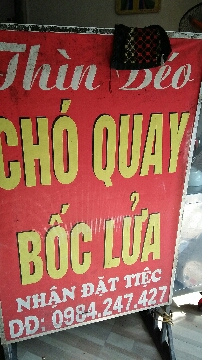 Thìn Béo
CHÓ QUAY
BỐC LỬA
NHẬN ĐẶT TIỆC
DĐ: 0984.247.427